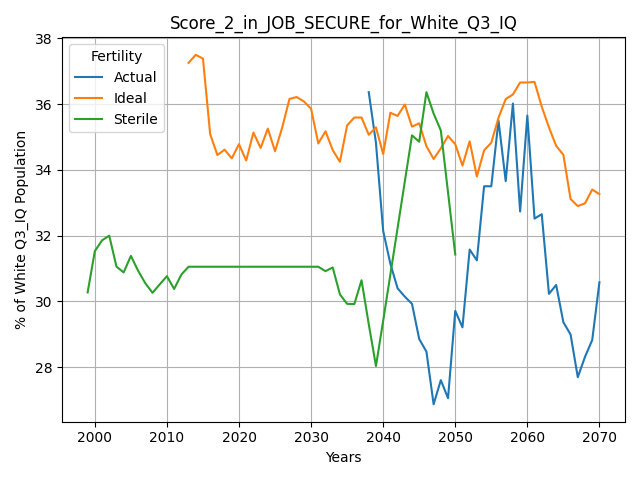 Score_2_in_JOB_SECURE_for_White_Q3_IQ
Fertility
Actual
Ideal
Sterile
% of White Q3_IQ Population
38
36
34
32
30
28
2000 2010 2020 2030 2040 2050 2060 2070
Years